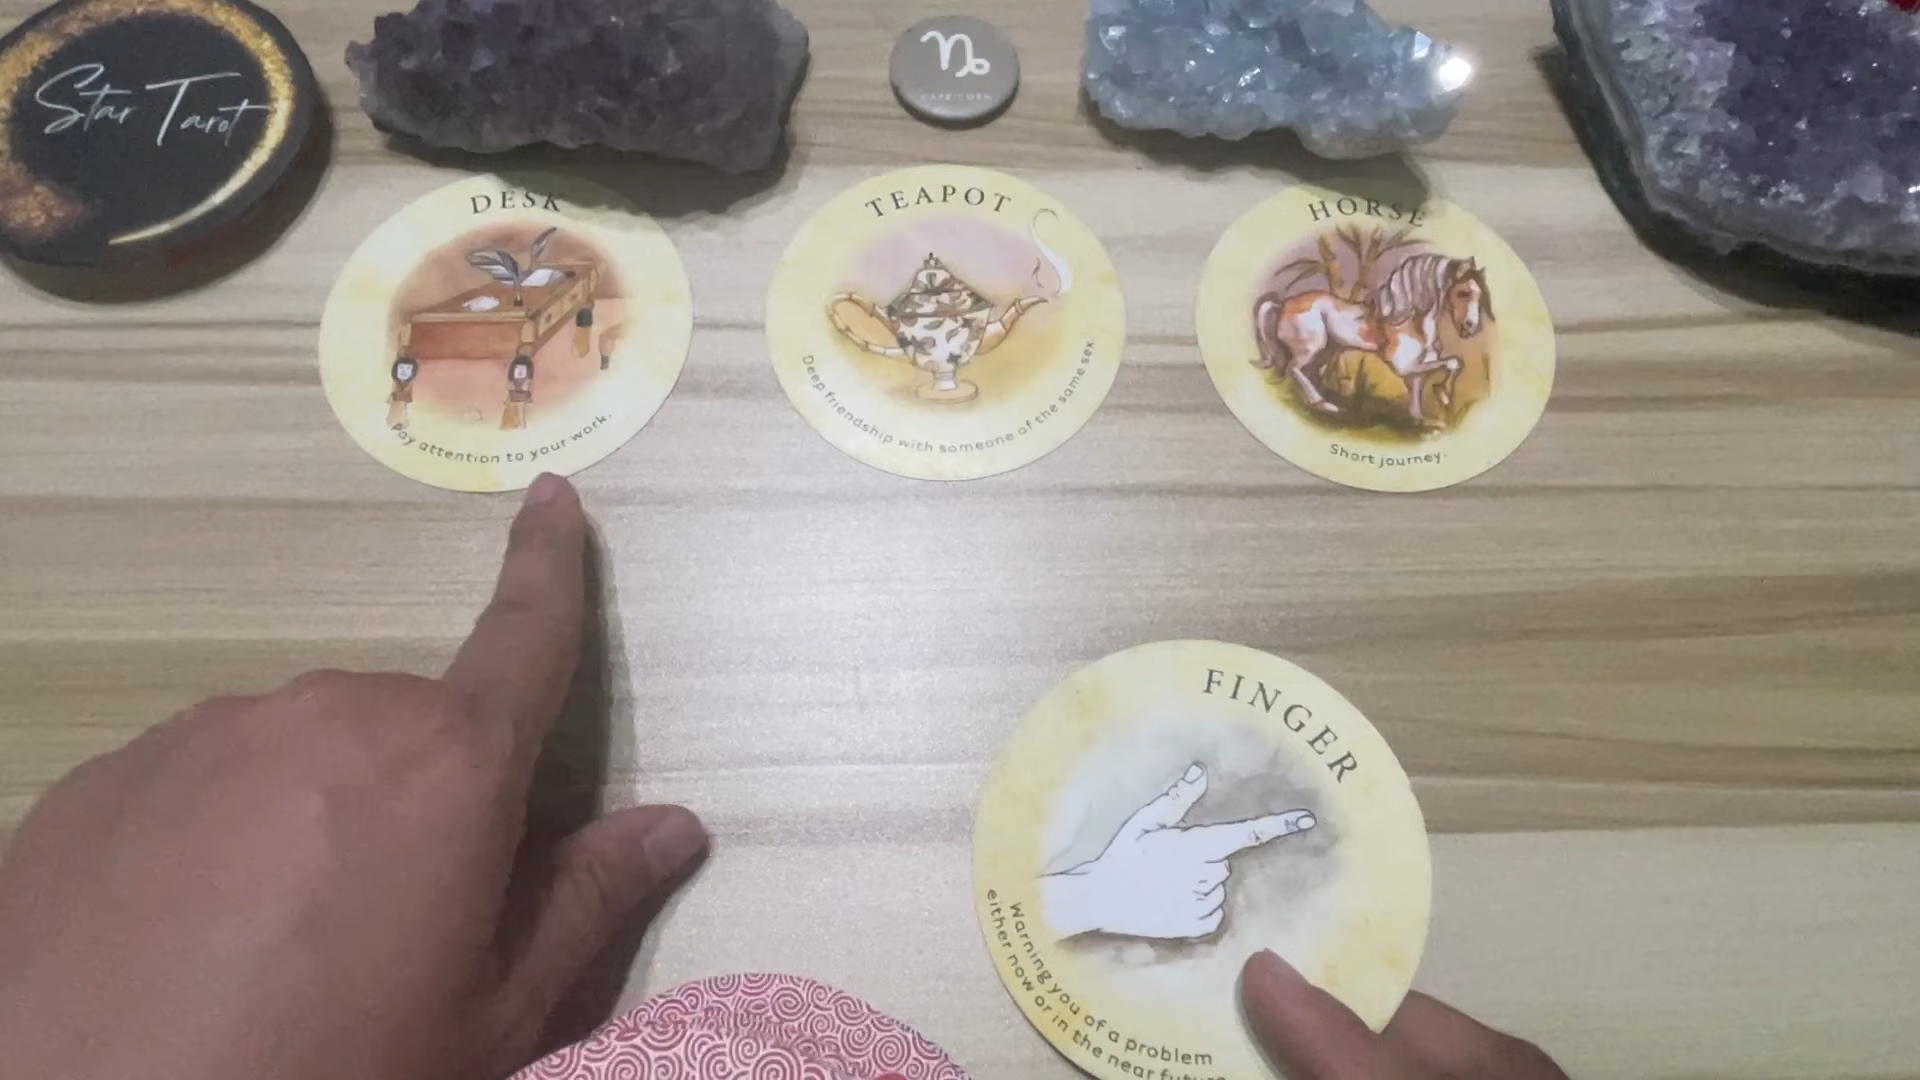 Star Tarot
CAPRICORN
DESK
Pay attention to your work.
TEAPOT
Deep friendship with someone of the same sex.
HORSE
Short journey.
FINGER
Warning you of a problem
either now or in the near future